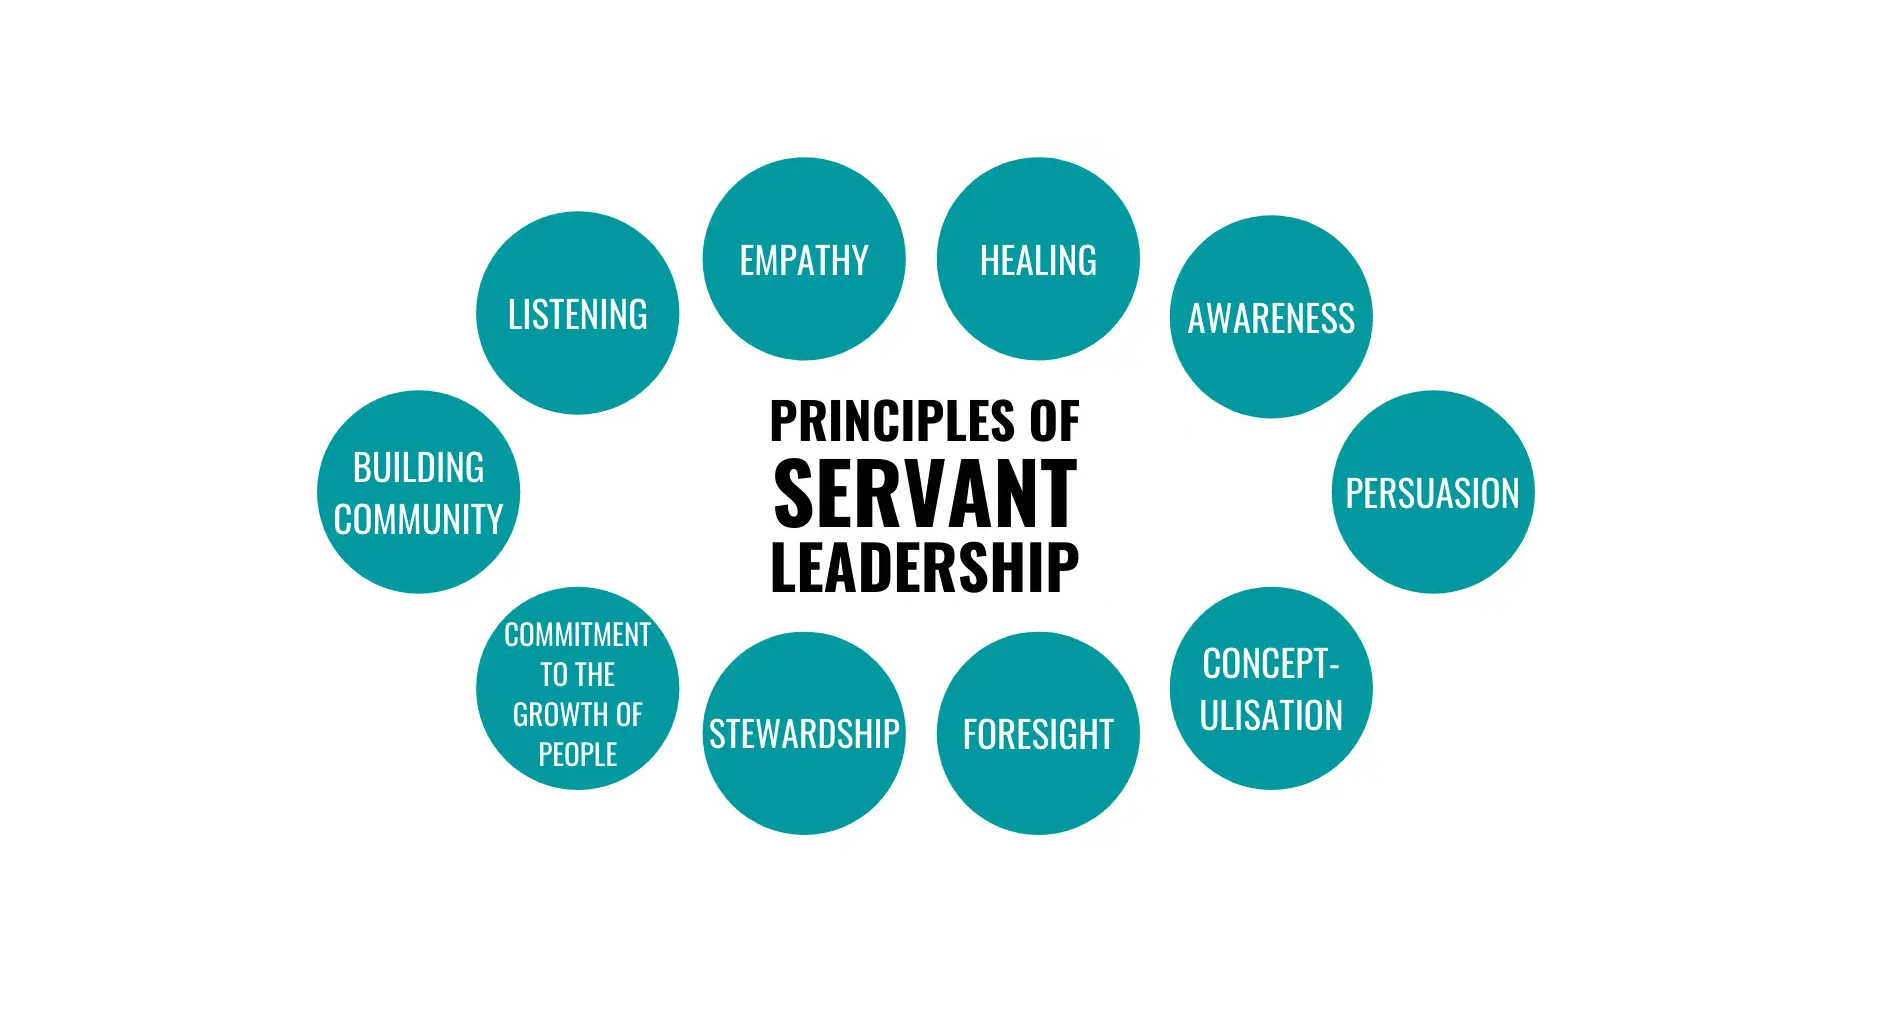 EMPATHY
HEALING
LISTENING
AWARENESS
PRINCIPLES OF
SERVANT
LEADERSHIP
BUILDING
COMMUNITY
PERSUASION
COMMITMENT
TO THE
GROWTH OF
PEOPLE
CONCEPT-
ULISATION
STEWARDSHIP
FORESIGHT